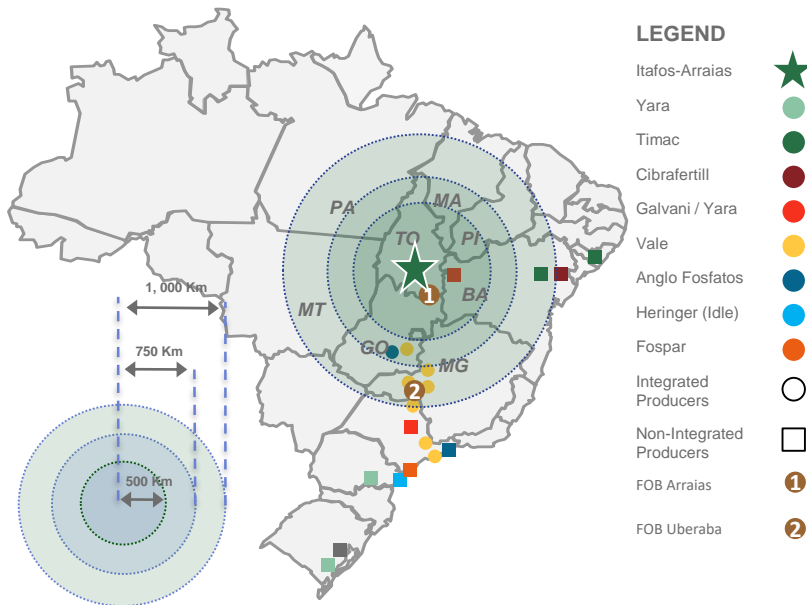 LEGEND
Itafos-Arraias
Yara
Timac
Cibrafertill
Galvani / Yara
Vale
Anglo Fosfatos
Heringer (Idle)
Fospar
Integrated
Producers
Non-Integrated
Producers
FOB Arraias
1
FOB Uberaba
2
PA
MA
TO
PI
1
BA
MT
GO
MG
2
1, 000 Km
750 Km
500 Km